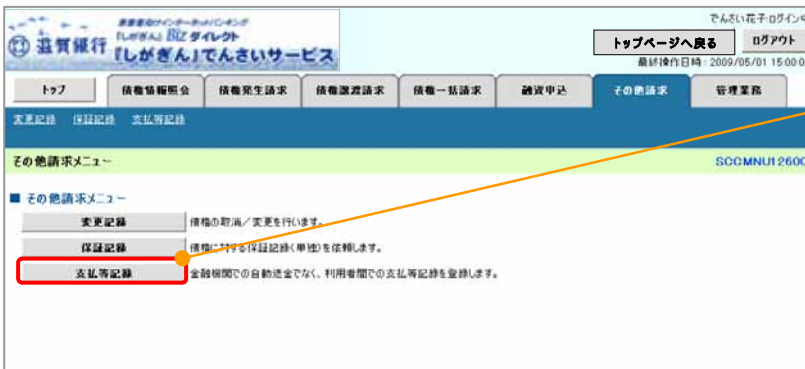 事業者向けインターネットバンキング
『しがぎん』BIZダイレクト
滋賀銀行
『しがぎん』でんさいサービス
でんさい花子:ログイン中
トップページへ戻る ログアウト
最終操作日時:2009/05/01 15:00:0
トップ 債権情報照会 債権発生請求 債権譲渡請求 債権一括請求 融資申込 その他請求 管理業務
変更記録 保証記録 支払等記録
その他請求メニュー SCCMNU12600
■ その他請求メニュー
変更記録 債権の取消/変更を行います。
保証記録 債権に対する保証記録(単独)を依頼します。
支払等記録 金融機関での自動送金でなく、利用者間での支払等記録を登録します。